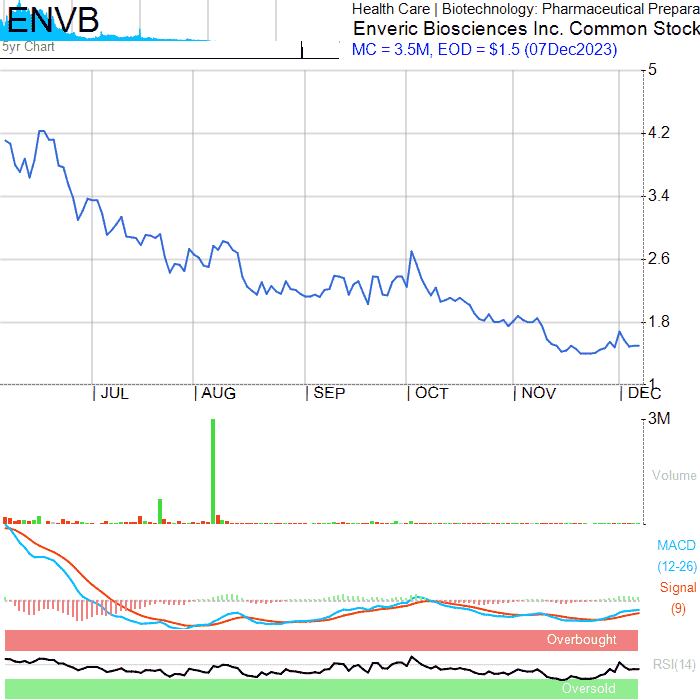 ENVB
Health Care | Biotechnology: Pharmaceutical Prepara
Enveric Biosciences Inc. Common Stock
5yr Chart
MC = 3.5M, EOD = $1.5 (07Dec2023)
5
4.2
3.4
2.6
1.8
1
JUL AUG SEP OCT NOV DEC
3M
Volume
MACD
(12-26)
Signal
(9)
Overbought
RSI(14)
Oversold